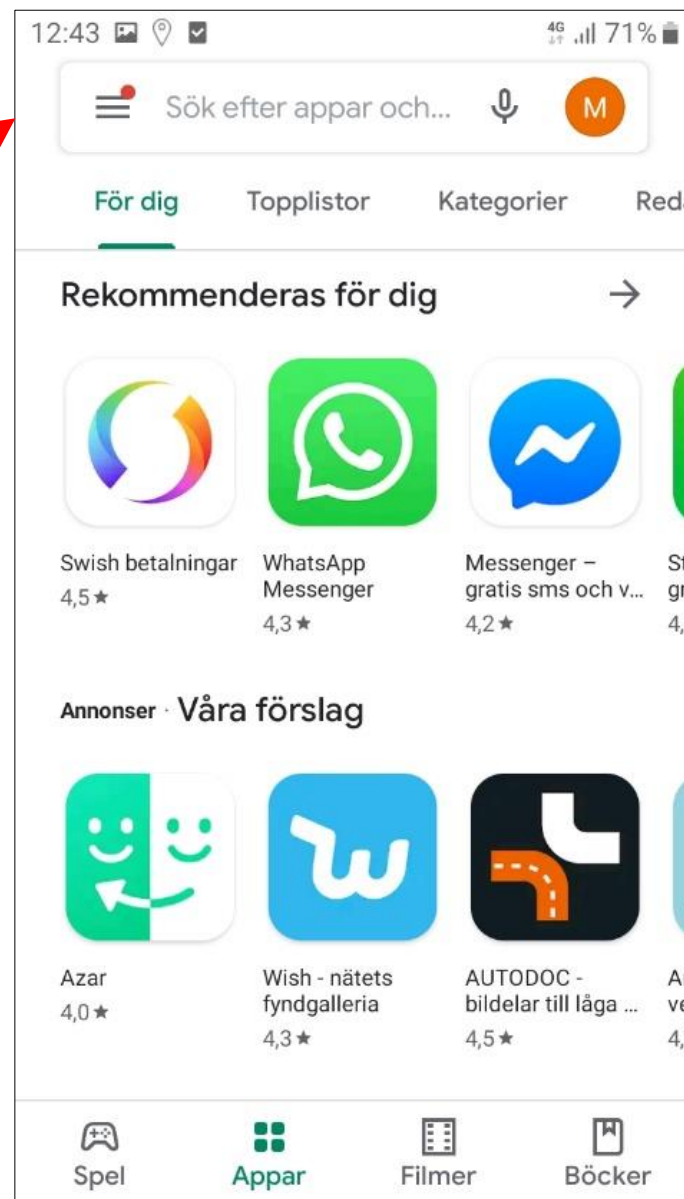 12:43 4G 71%
Sök efter appar och... M
För dig Topplistor Kategorier Red
Rekommenderas för dig
Swish betalningar
4,5★
WhatsApp
Messenger
4,3★
Messenger –
gratis sms och v...
4,2★
Annonser · Våra förslag
Azar
4,0★
Wish - nätets
fyndgalleria
4,3★
AUTODOC -
bildelar till låga ...
4,5★
Spel Appar Filmer Böcker